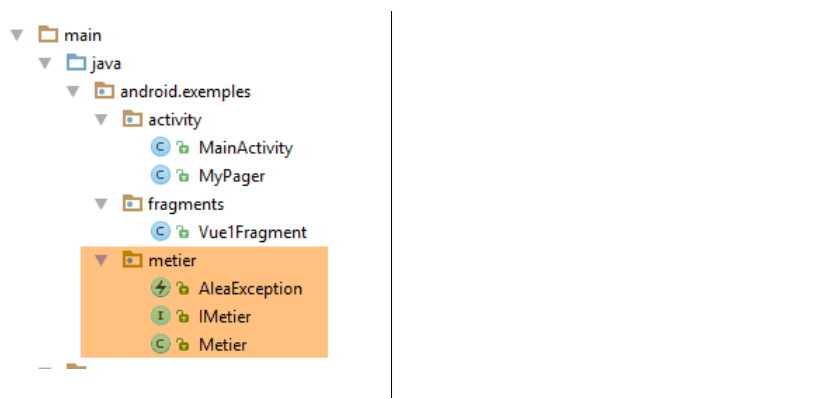 main
java
android.exemples
activity
C MainActivity
C MyPager
fragments
C Vue1Fragment
metier
AleaException
I IMetier
C Metier